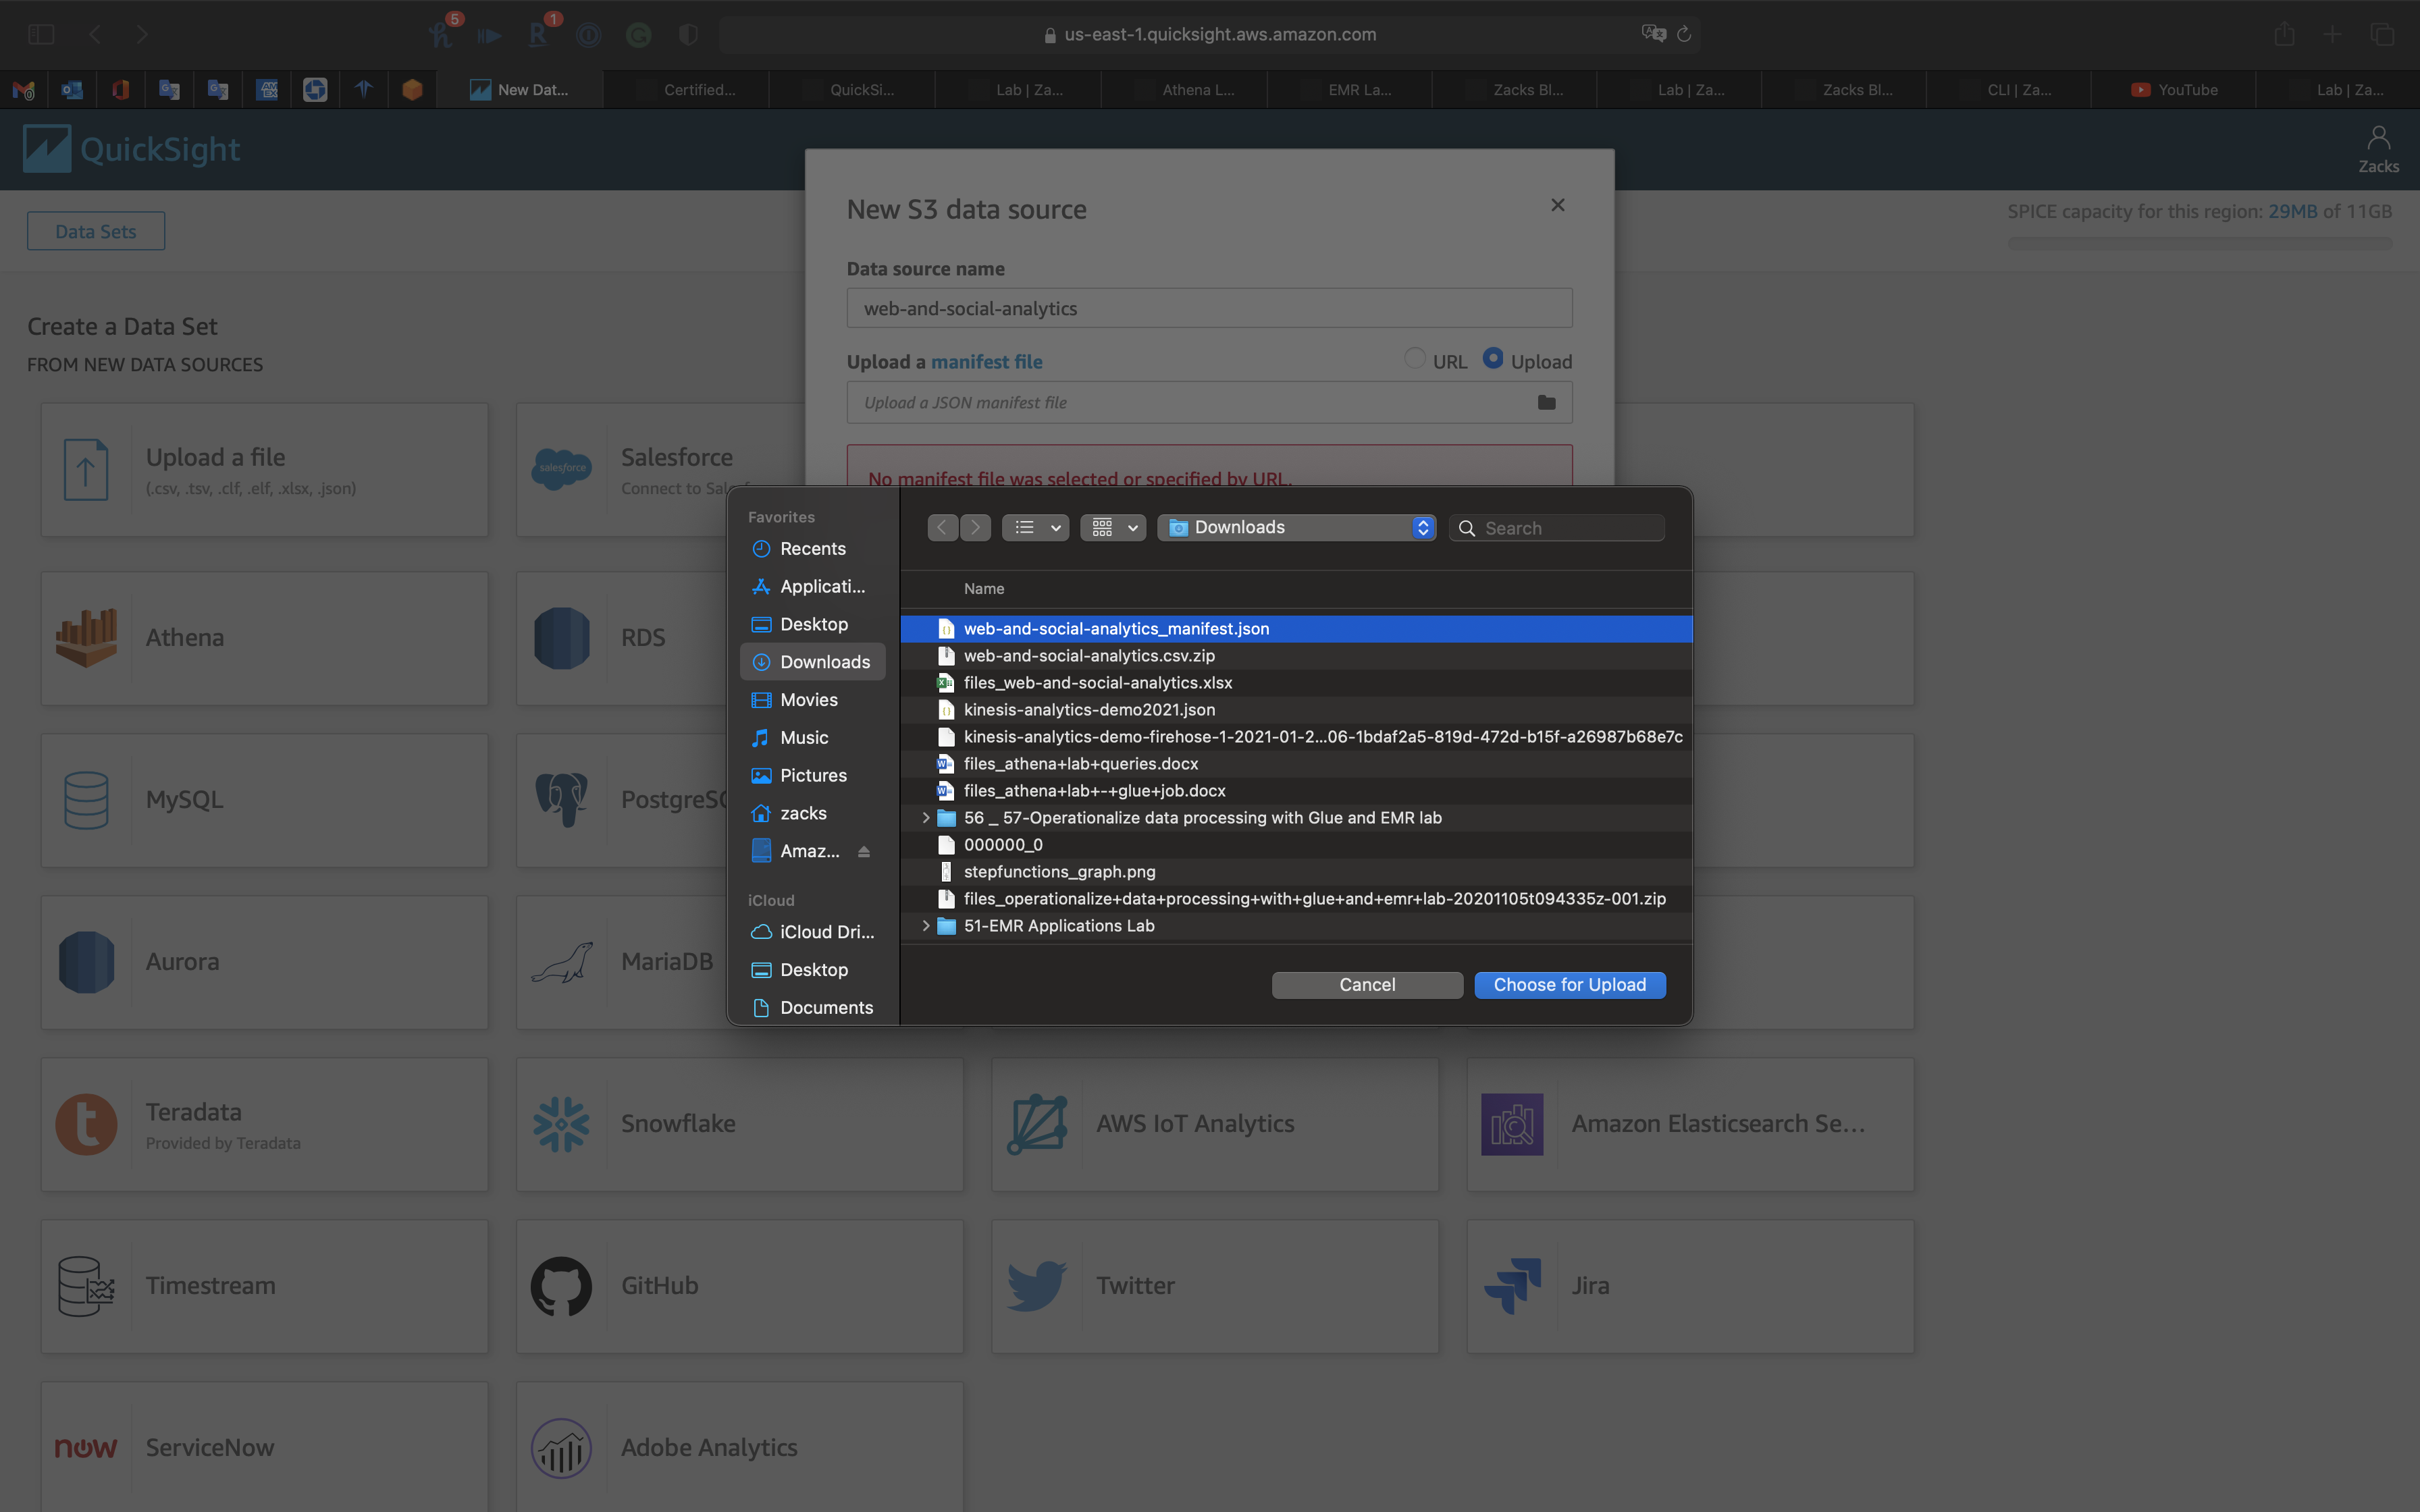 5
1
us-east-1.quicksight.aws.amazon.com
New Dat...
Certified...
QuickSi...
Lab | Za...
Athena L...
EMR La...
Zacks Bl...
Lab | Za...
Zacks Bl...
CLI | Za...
YouTube
Lab | Za...
QuickSight
Zacks
Data Sets
SPICE capacity for this region: 29MB of 11GB
New S3 data source
Data source name
web-and-social-analytics
Upload a manifest file
URL
Upload
Upload a JSON manifest file
No manifest file was selected or specified by URL.
Create a Data Set
FROM NEW DATA SOURCES
Upload a file
(.csv, .tsv, .clf, .elf, .xlsx, .json)
salesforce
Salesforce
Connect to Salesf
Athena
RDS
MySQL
PostgreSQ
Aurora
MariaDB
Teradata
Provided by Teradata
Snowflake
AWS IoT Analytics
Amazon Elasticsearch Se...
Timestream
GitHub
Twitter
Jira
now
ServiceNow
Adobe Analytics
Favorites
Recents
Applicati...
Desktop
Downloads
Movies
Music
Pictures
zacks
Amaz...
iCloud
iCloud Dri...
Desktop
Documents
Downloads
Search
Name
web-and-social-analytics_manifest.json
web-and-social-analytics.csv.zip
files_web-and-social-analytics.xlsx
kinesis-analytics-demo2021.json
kinesis-analytics-demo-firehose-1-2021-01-2...06-1bdaf2a5-819d-472d-b15f-a26987b68e7c
files_athena+lab+queries.docx
files_athena+lab+-+glue+job.docx
56 _ 57-Operationalize data processing with Glue and EMR lab
000000_0
stepfunctions_graph.png
files_operationalize+data+processing+with+glue+and+emr+lab-20201105t094335z-001.zip
51-EMR Applications Lab
Cancel
Choose for Upload